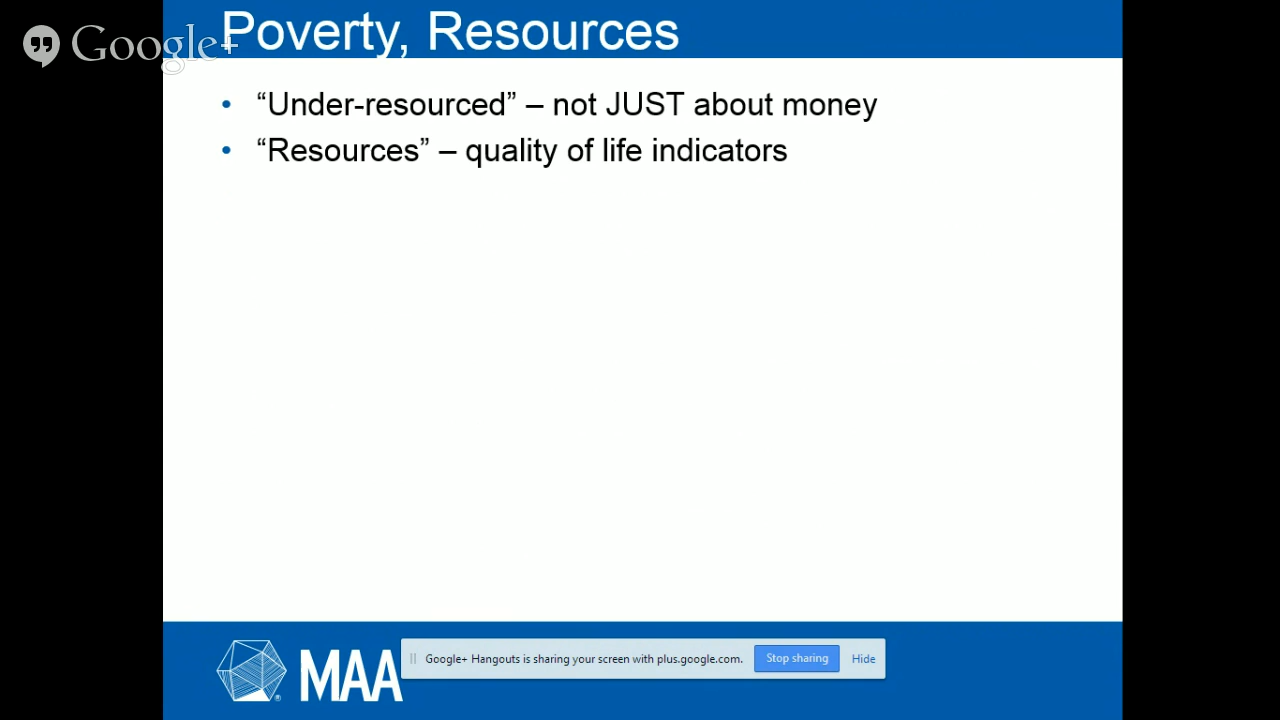 Google+
Poverty, Resources
• “Under-resourced” – not JUST about money
• “Resources” – quality of life indicators
MAA
®
Google+ Hangouts is sharing your screen with plus.google.com.
Stop sharing
Hide